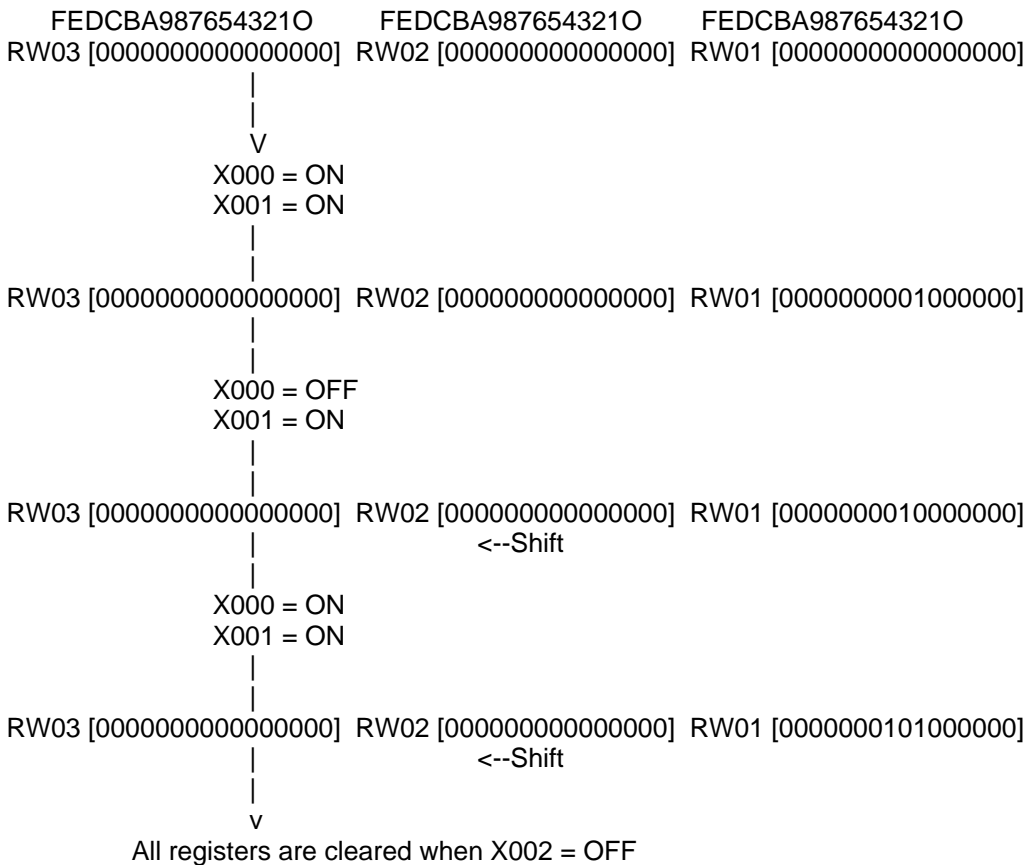 FEDCBA987654321O FEDCBA987654321O FEDCBA987654321O
RW03 [0000000000000000] RW02 [000000000000000] RW01 [0000000000000000]
|
|
V
X000 = ON
X001 = ON
|
|
RW03 [0000000000000000] RW02 [000000000000000] RW01 [0000000001000000]
|
|
X000 = OFF
X001 = ON
|
|
RW03 [0000000000000000] RW02 [000000000000000] RW01 [0000000010000000]
| <--Shift
|
X000 = ON
X001 = ON
|
|
RW03 [0000000000000000] RW02 [0000000000000000] RW01 [0000000101000000]
| <--Shift
|
v
All registers are cleared when X002 = OFF